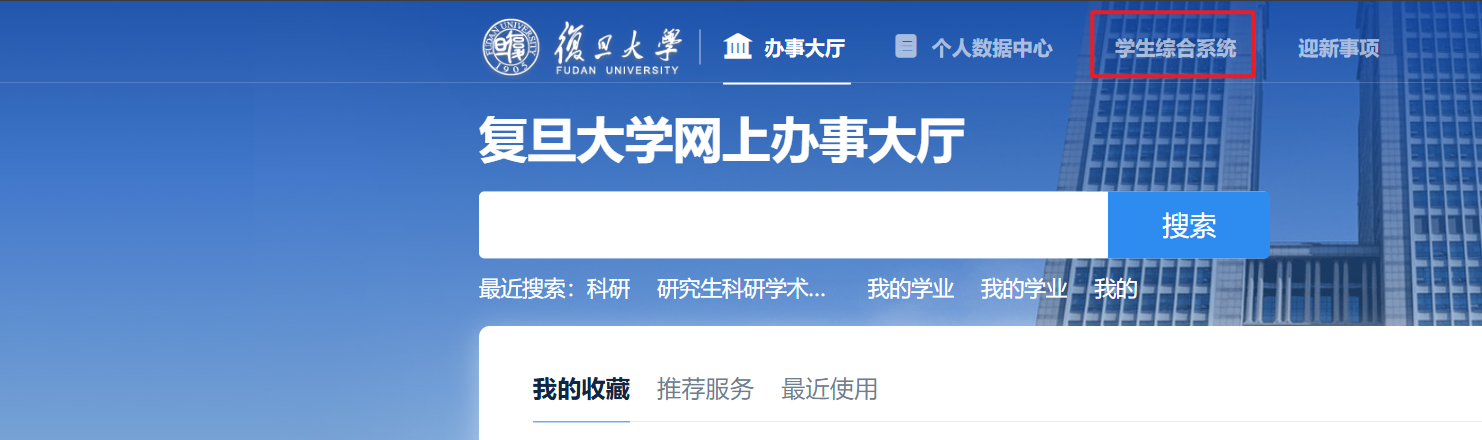 復旦大學 办事大厅 个人数据中心 学生综合系统 迎新事项
FUDAN UNIVERSITY
FUDAN UNIVERSITY
1905
复旦大学网上办事大厅
搜索
最近搜索：科研 研究生科研学术... 我的学业 我的学业 我的
我的收藏 推荐服务 最近使用